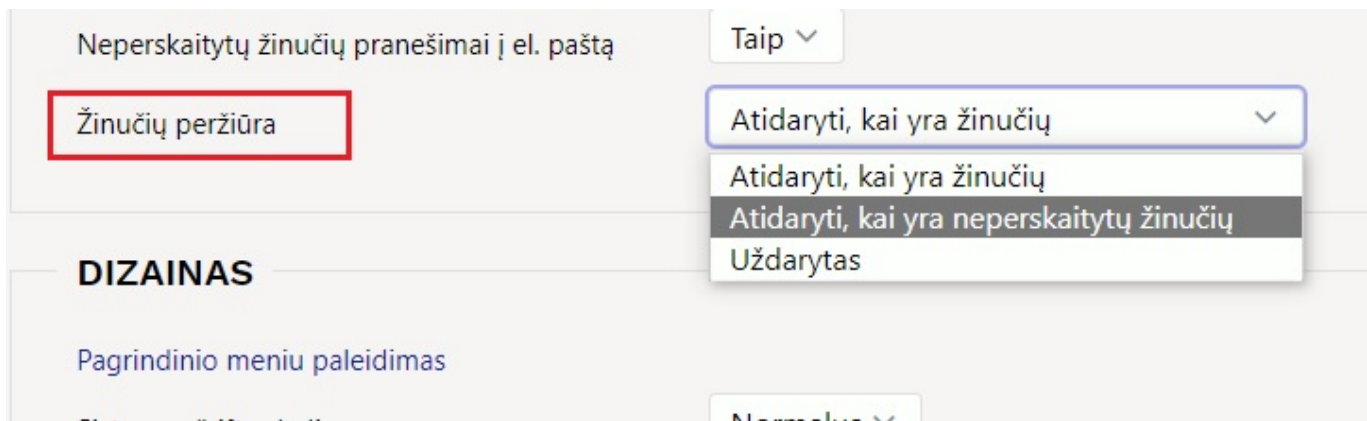 Neperskaitytų žinučių pranešimai į el. paštą Taip
Žinučių peržiūra Atidaryti, kai yra žinučių
Atidaryti, kai yra žinučių
Atidaryti, kai yra neperskaitytų žinučių
Uždarytas
DIZAINAS
Pagrindinio meniu paleidimas